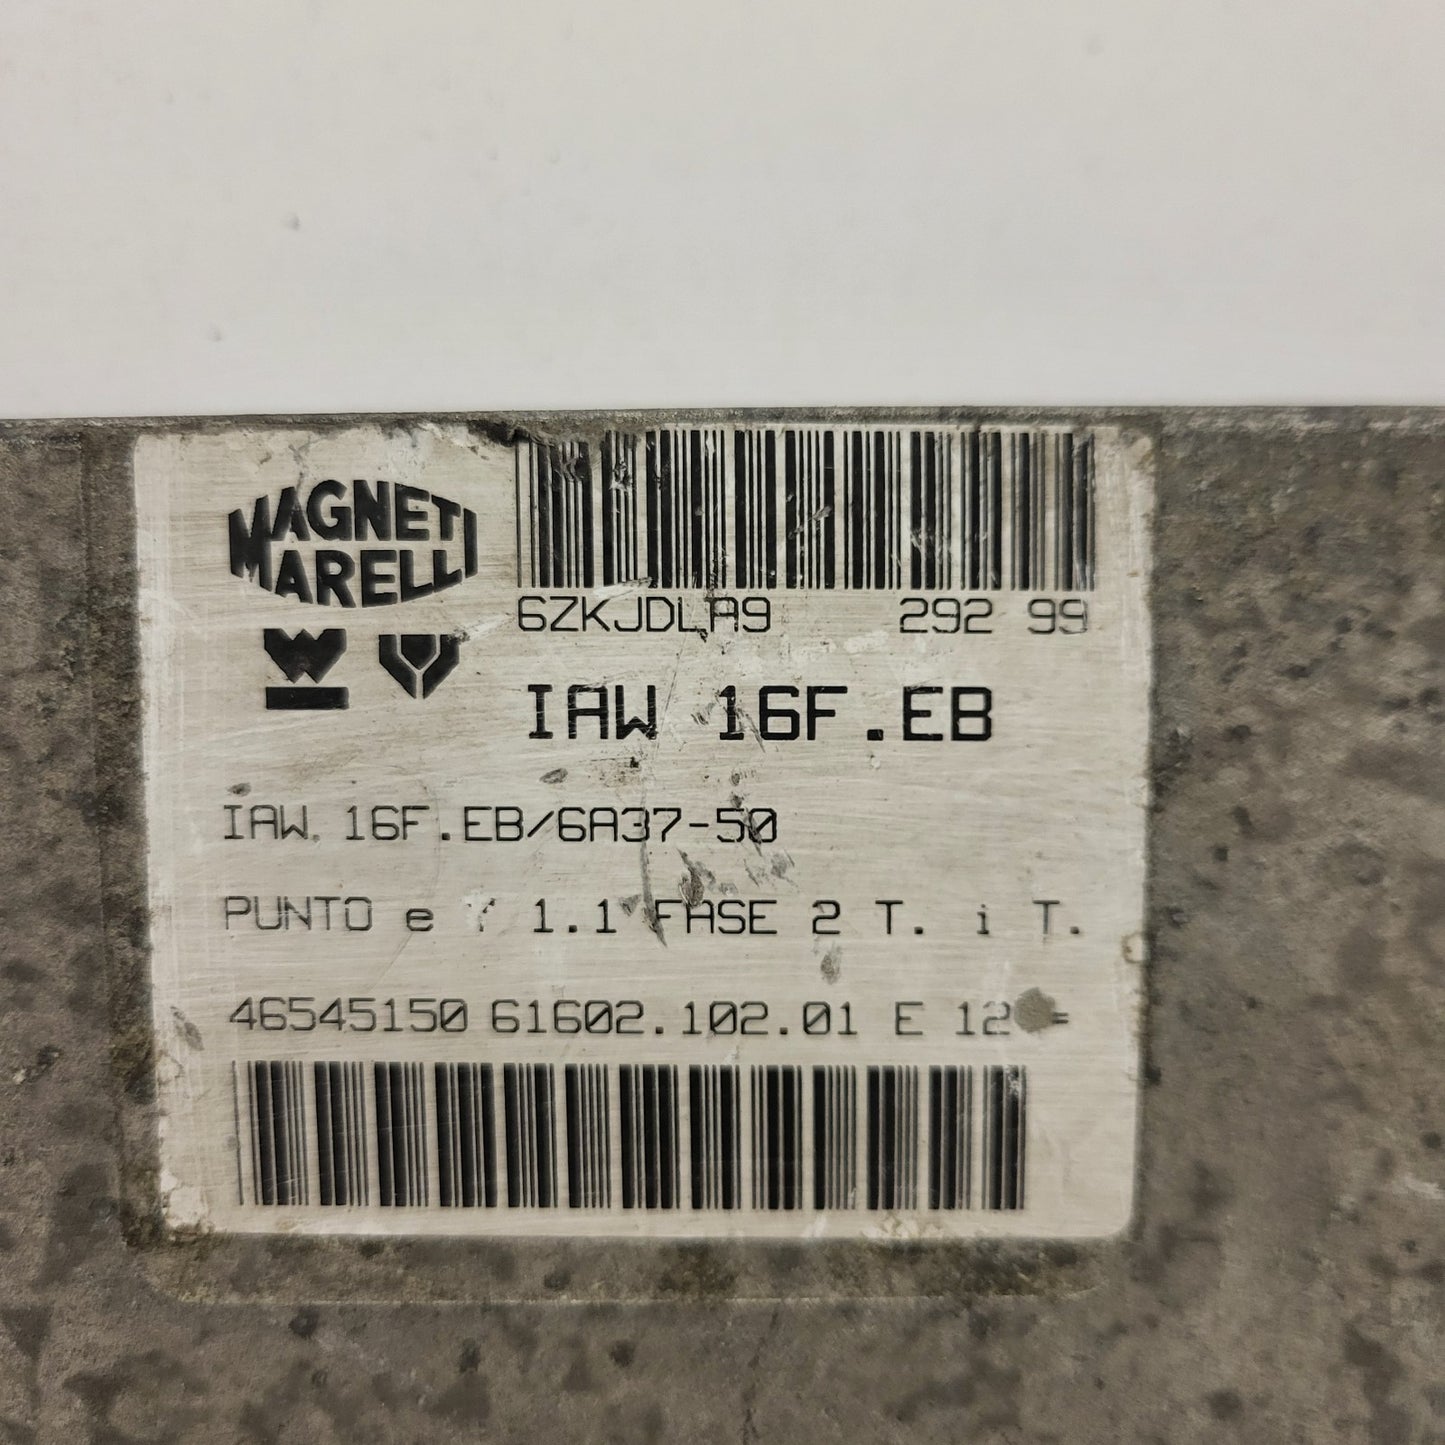 MAGNETI
MARELLI
6ZKJDLA9 292 99
IAW 16F.EB
IAW 16F.EB/6A37-50
PUNTO e Y 1.1 FASE 2 T. i T.
46545150 61602.102.01 E